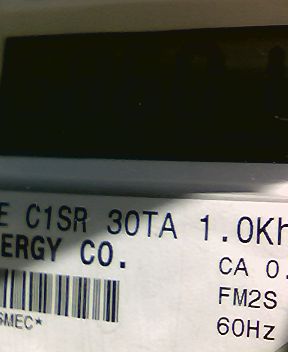 E C1SR 30TA 1.0Kh
ERGY CO.
CA 0.
FM2S
SMEC*
60Hz